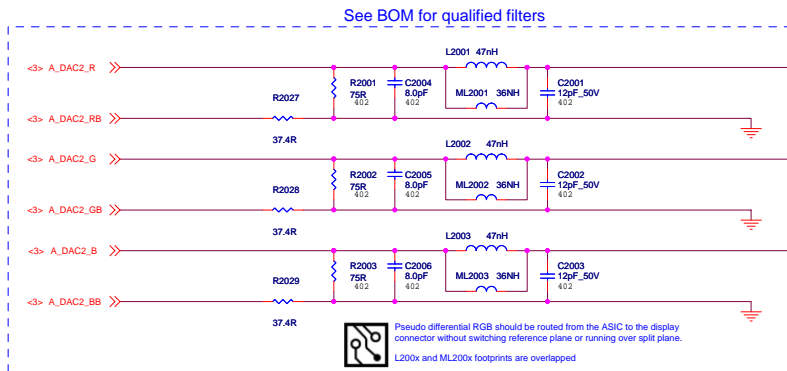 See BOM for qualified filters
L2001 47nH
<3> A_DAC2_R
R2001 C2004 ML2001 36NH C2001
75R 8.0pF 12pF_50V
402 402 402
R2027
<3> A_DAC2_RB
37.4R
L2002 47nH
<3> A_DAC2_G
R2002 C2005 ML2002 36NH C2002
75R 8.0pF 12pF_50V
402 402 402
R2028
<3> A_DAC2_GB
37.4R
L2003 47nH
<3> A_DAC2_B
R2003 C2006 ML2003 36NH C2003
75R 8.0pF 12pF_50V
402 402 402
R2029
<3> A_DAC2_BB
37.4R
Pseudo differential RGB should be routed from the ASIC to the display
connector without switching reference plane or running over split plane.
L200x and ML200x footprints are overlapped